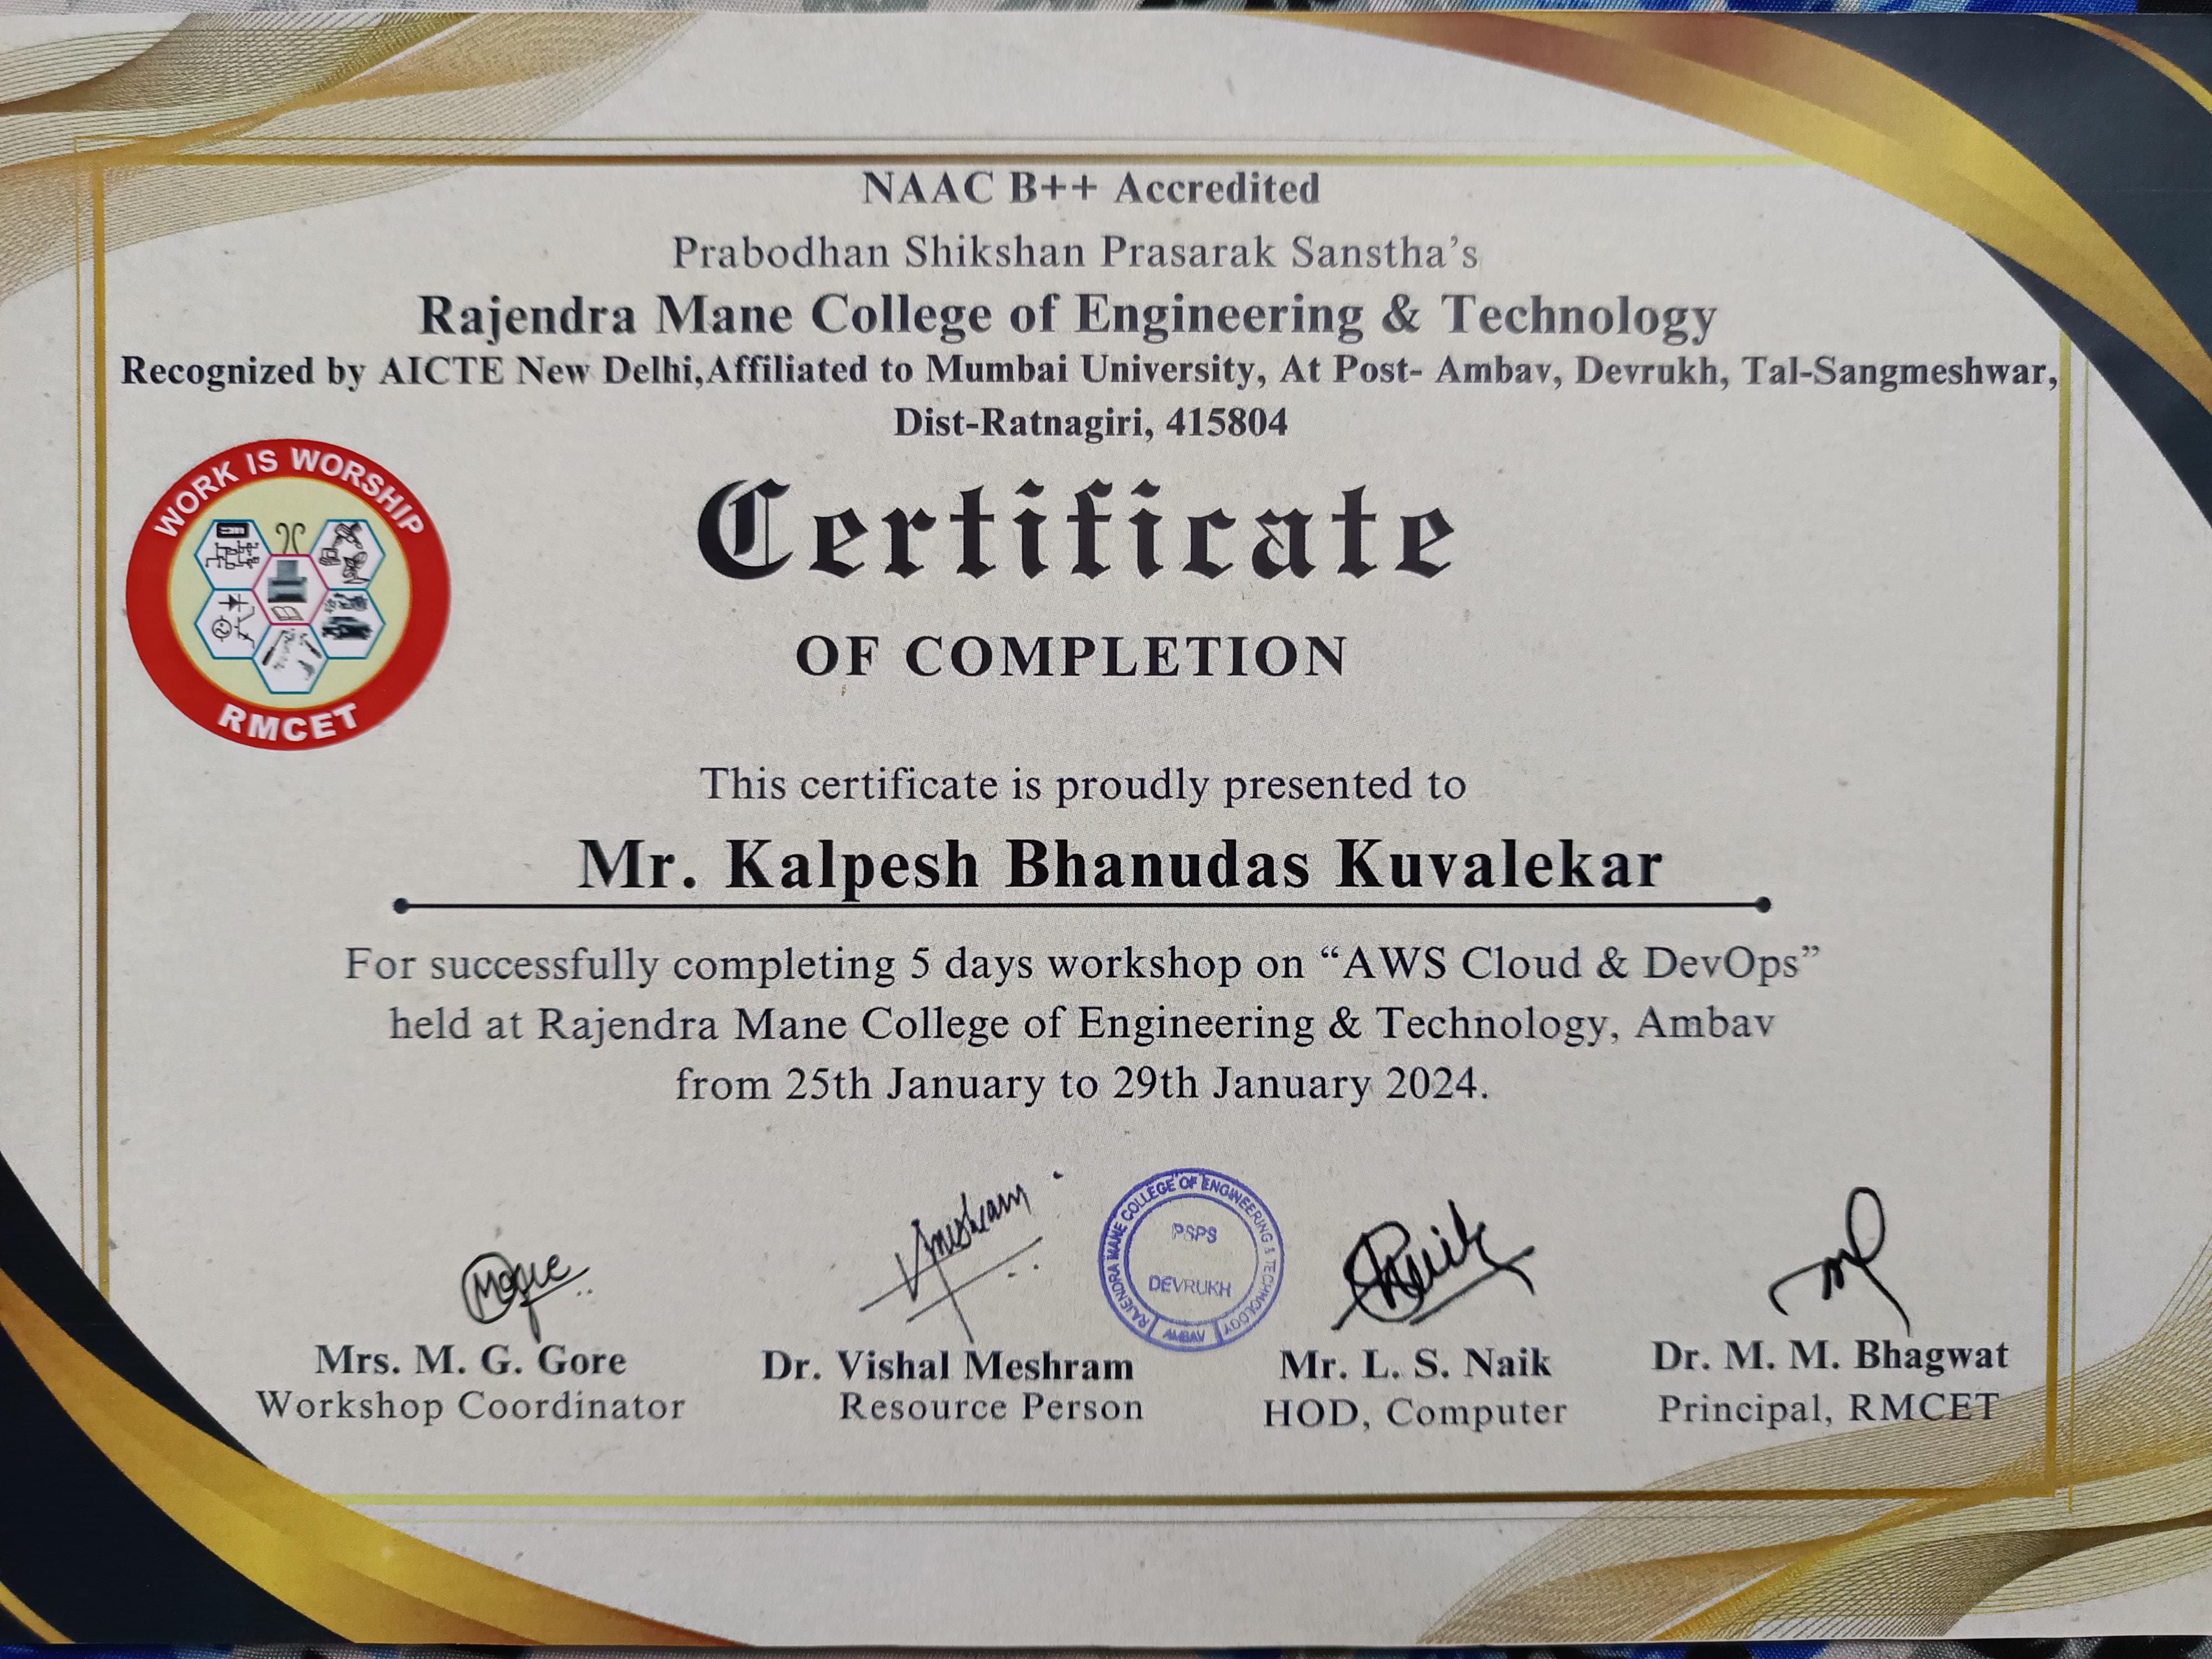 NAAC B++ Accredited
Prabodhan Shikshan Prasarak Sanstha's
Rajendra Mane College of Engineering & Technology
Recognized by AICTE New Delhi,Affiliated to Mumbai University, At Post- Ambav, Devrukh, Tal-Sangmeshwar,
Dist-Ratnagiri, 415804
WORK IS WORSHIP
RMCET
Certificate
OF COMPLETION
This certificate is proudly presented to
Mr. Kalpesh Bhanudas Kuvalekar
For successfully completing 5 days workshop on “AWS Cloud & DevOps”
held at Rajendra Mane College of Engineering & Technology, Ambav
from 25th January to 29th January 2024.
RAJENDRA MANE COLLEGE OF ENGINEERING & TECHNOLOGY
PSPS
DEVRUKH
AMBAV
Mrs. M. G. Gore
Workshop Coordinator
Dr. Vishal Meshram
Resource Person
Mr. L. S. Naik
HOD, Computer
Dr. M. M. Bhagwat
Principal, RMCET